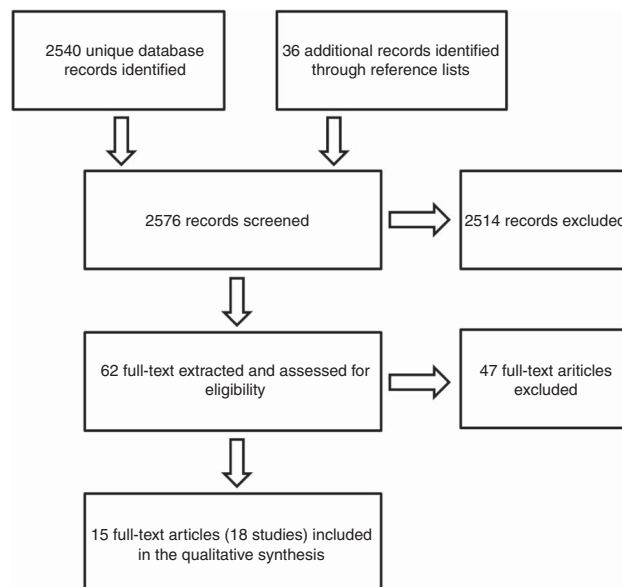 2540 unique database
records identified
36 additional records identified
through reference lists
2576 records screened
2514 records excluded
62 full-text extracted and assessed for
eligibility
47 full-text ariticles
excluded
15 full-text articles (18 studies) included
in the qualitative synthesis